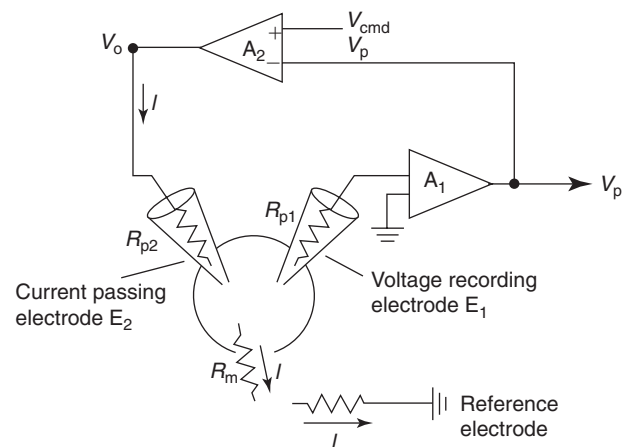 V_cmd
V_p
V_o
A_2
+
−
I
A_1
V_p
R_p1
R_p2
Current passing
electrode E_2
Voltage recording
electrode E_1
R_m
I
Reference
electrode
I